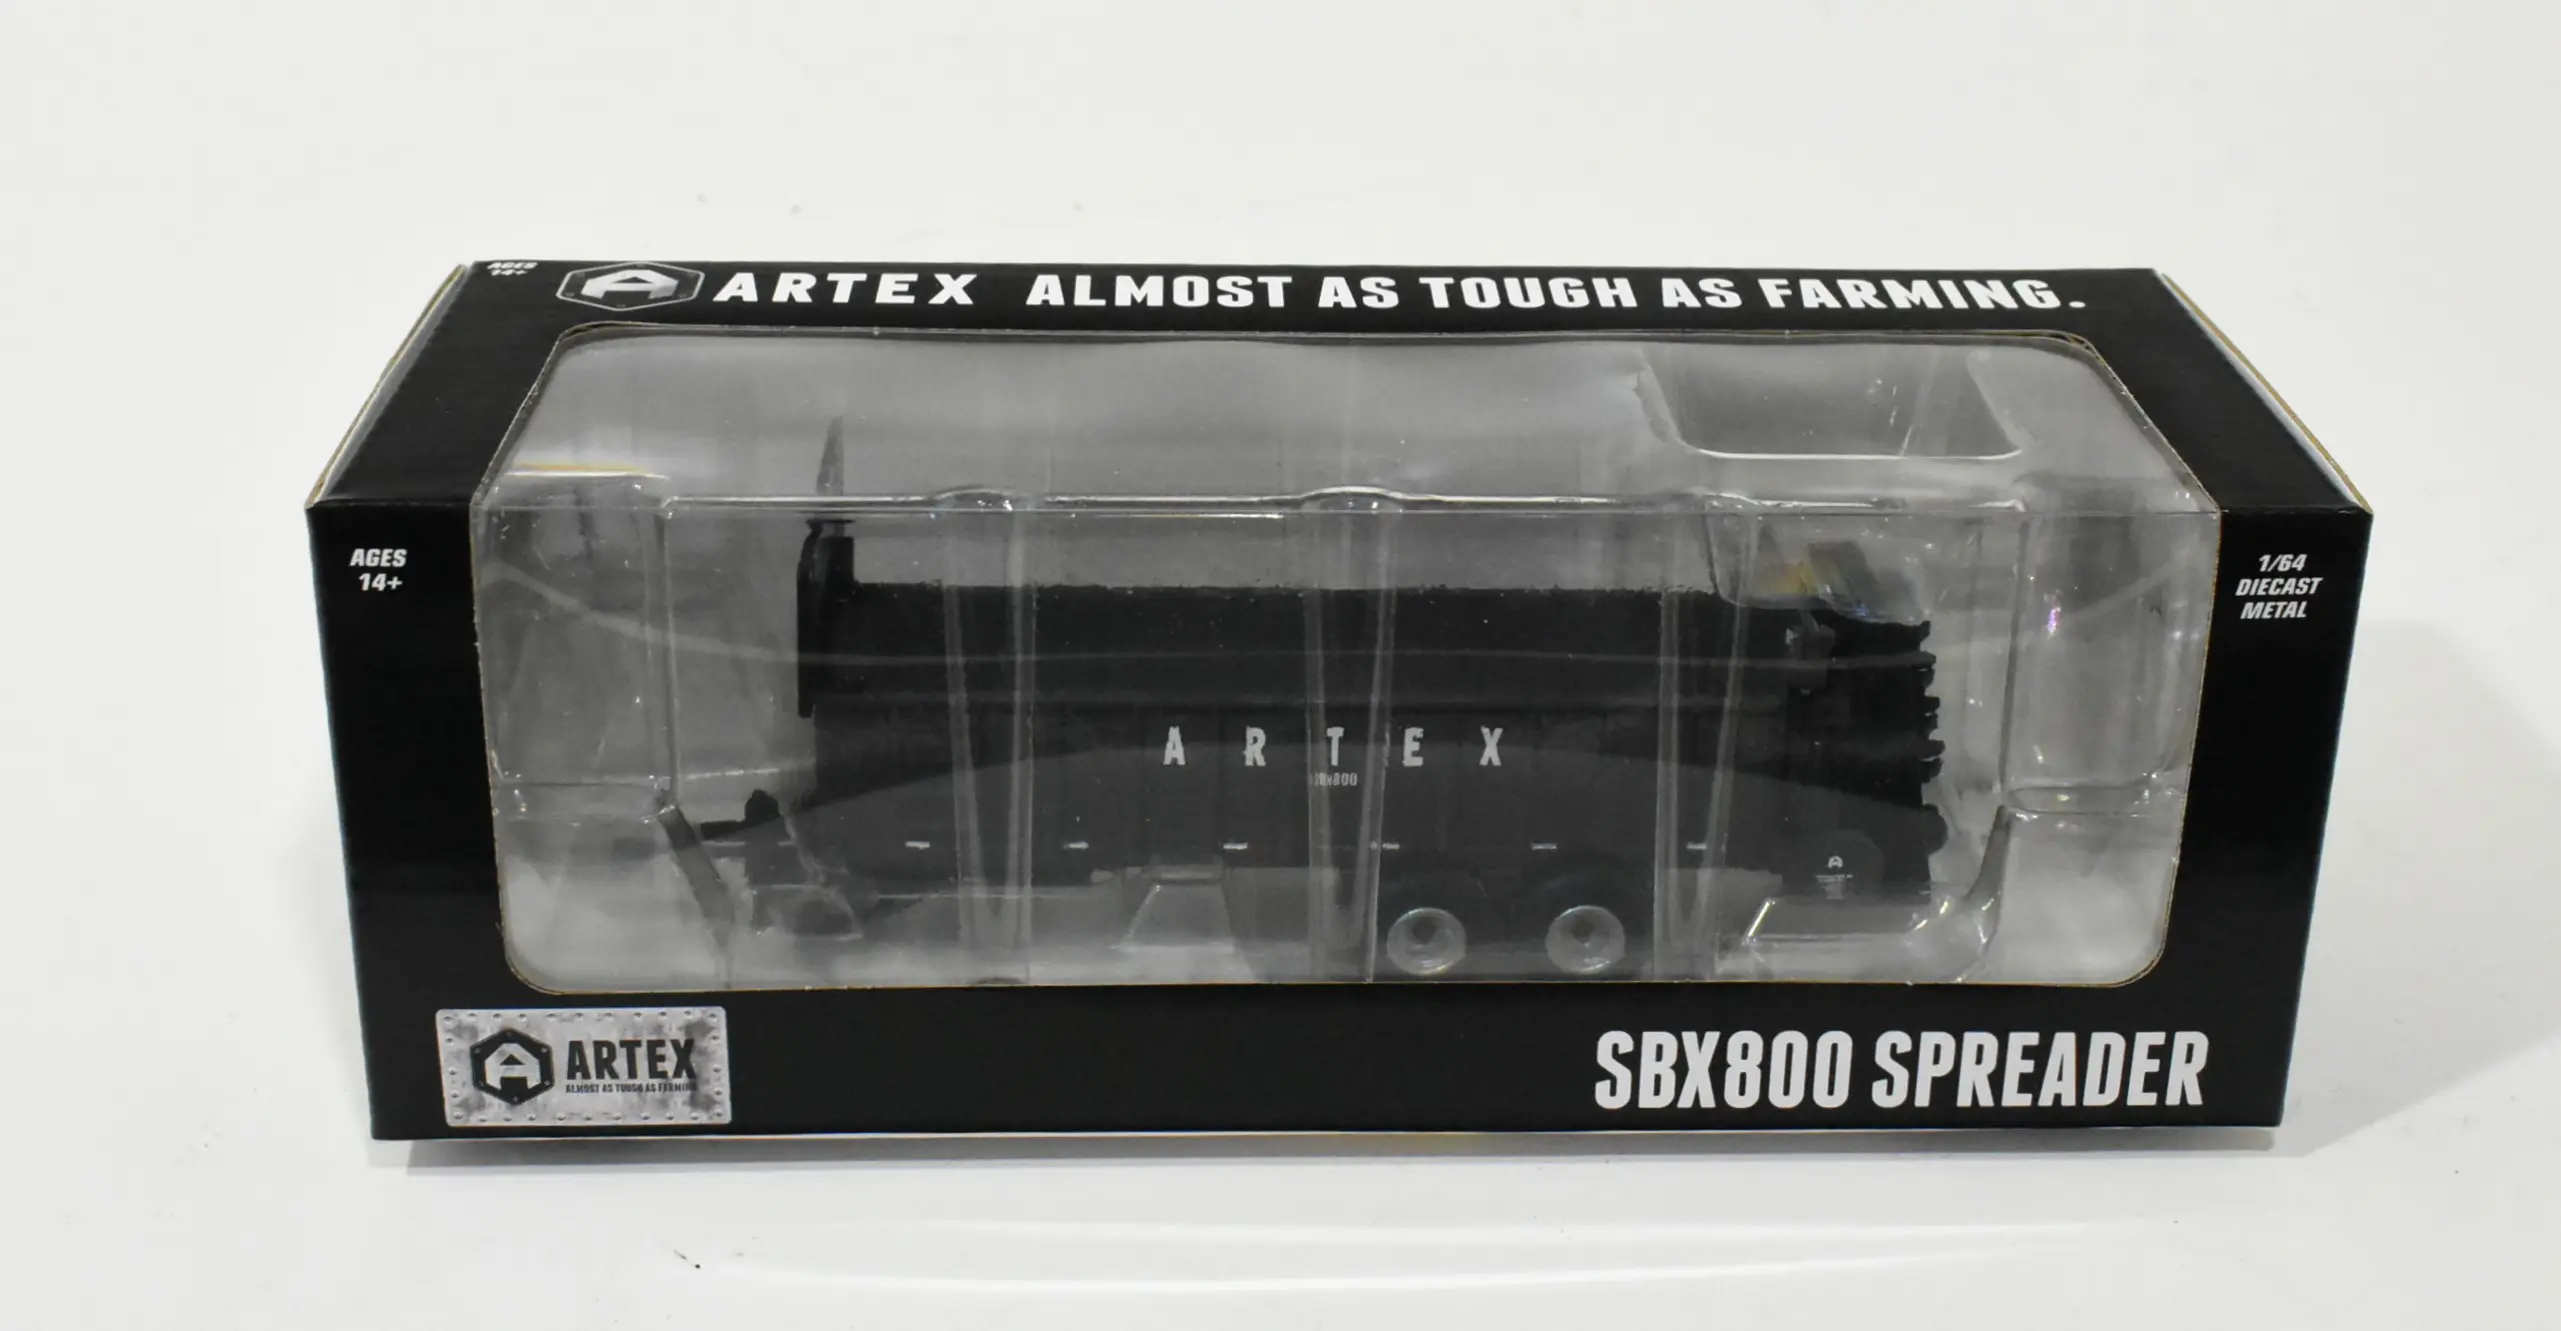 AGES
14+
ARTEX ALMOST AS TOUGH AS FARMING.
AGES
14+
1/64
DIECAST
METAL
A R T E X
ARTEX
ALMOST AS TOUGH AS FARMING
SBX800 SPREADER